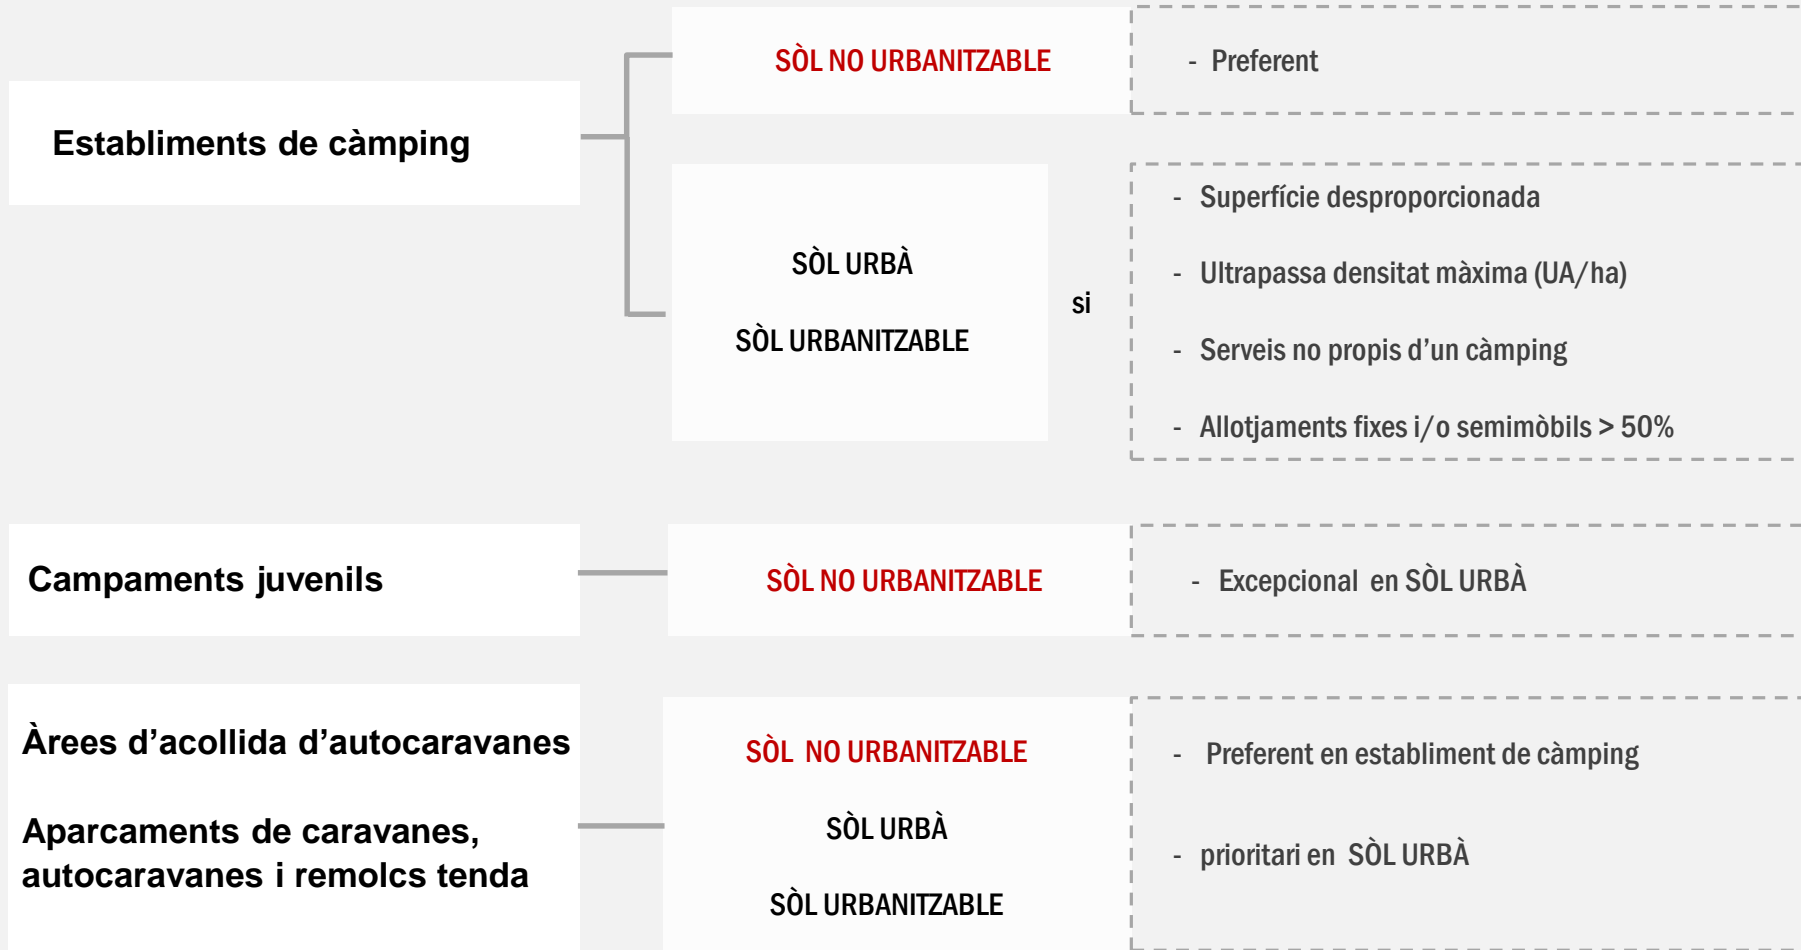 Establiments de càmping
SÒL NO URBANITZABLE
- Preferent
SÒL URBÀ
SÒL URBANITZABLE
si
- Superfície desproporcionada
- Ultrapassa densitat màxima (UA/ha)
- Serveis no propis d’un càmping
- Allotjaments fixes i/o semimòbils > 50%
Campaments juvenils
SÒL NO URBANITZABLE
- Excepcional en SÒL URBÀ
Àrees d’acollida d’autocaravanes
Aparcaments de caravanes,
autocaravanes i remolcs tenda
SÒL NO URBANITZABLE
SÒL URBÀ
SÒL URBANITZABLE
- Preferent en establiment de càmping
- prioritari en SÒL URBÀ